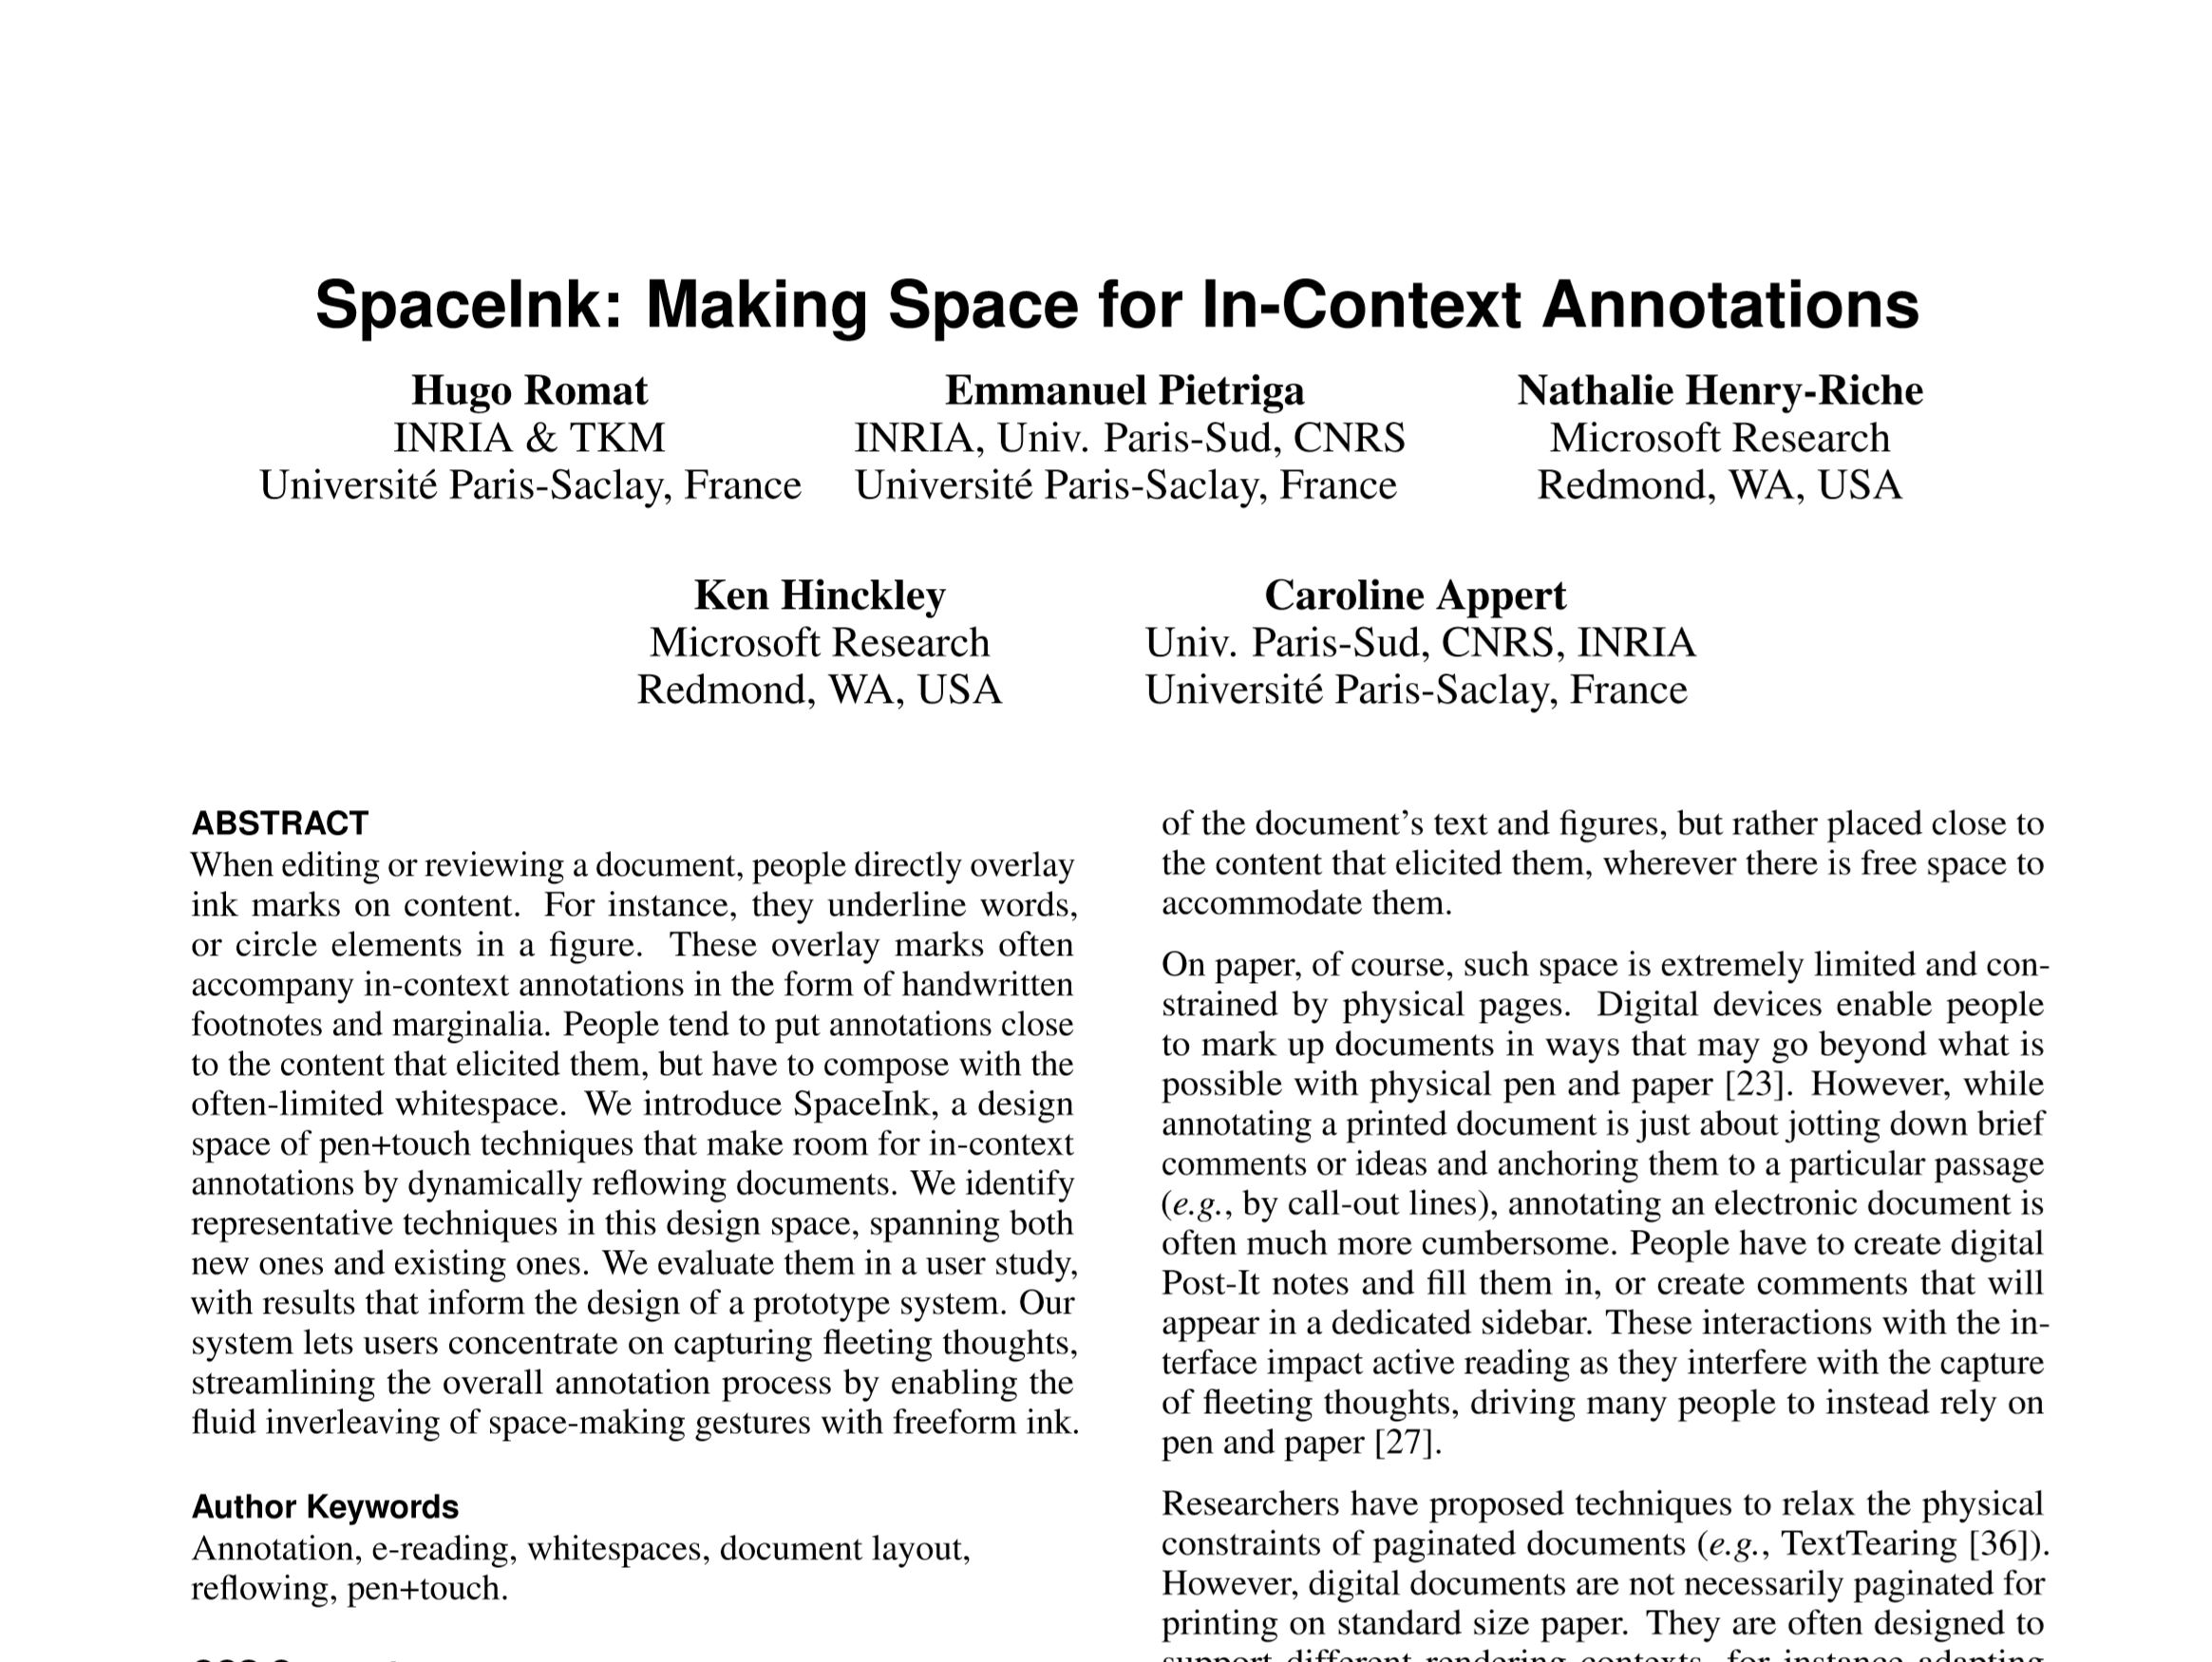 SpaceInk: Making Space for In-Context Annotations
Hugo Romat
INRIA & TKM
Université Paris-Saclay, France
Emmanuel Pietriga
INRIA, Univ. Paris-Sud, CNRS
Université Paris-Saclay, France
Nathalie Henry-Riche
Microsoft Research
Redmond, WA, USA
Ken Hinckley
Microsoft Research
Redmond, WA, USA
Caroline Appert
Univ. Paris-Sud, CNRS, INRIA
Université Paris-Saclay, France
ABSTRACT
When editing or reviewing a document, people directly overlay
ink marks on content. For instance, they underline words,
or circle elements in a figure. These overlay marks often
accompany in-context annotations in the form of handwritten
footnotes and marginalia. People tend to put annotations close
to the content that elicited them, but have to compose with the
often-limited whitespace. We introduce SpaceInk, a design
space of pen+touch techniques that make room for in-context
annotations by dynamically reflowing documents. We identify
representative techniques in this design space, spanning both
new ones and existing ones. We evaluate them in a user study,
with results that inform the design of a prototype system. Our
system lets users concentrate on capturing fleeting thoughts,
streamlining the overall annotation process by enabling the
fluid inverleaving of space-making gestures with freeform ink.
Author Keywords
Annotation, e-reading, whitespaces, document layout,
reflowing, pen+touch.
of the document's text and figures, but rather placed close to
the content that elicited them, wherever there is free space to
accommodate them.
On paper, of course, such space is extremely limited and con-
strained by physical pages. Digital devices enable people
to mark up documents in ways that may go beyond what is
possible with physical pen and paper [23]. However, while
annotating a printed document is just about jotting down brief
comments or ideas and anchoring them to a particular passage
(e.g., by call-out lines), annotating an electronic document is
often much more cumbersome. People have to create digital
Post-It notes and fill them in, or create comments that will
appear in a dedicated sidebar. These interactions with the in-
terface impact active reading as they interfere with the capture
of fleeting thoughts, driving many people to instead rely on
pen and paper [27].
Researchers have proposed techniques to relax the physical
constraints of paginated documents (e.g., TextTearing [36]).
However, digital documents are not necessarily paginated for
printing on standard size paper. They are often designed to
support different rendering contexts, for instance adapting